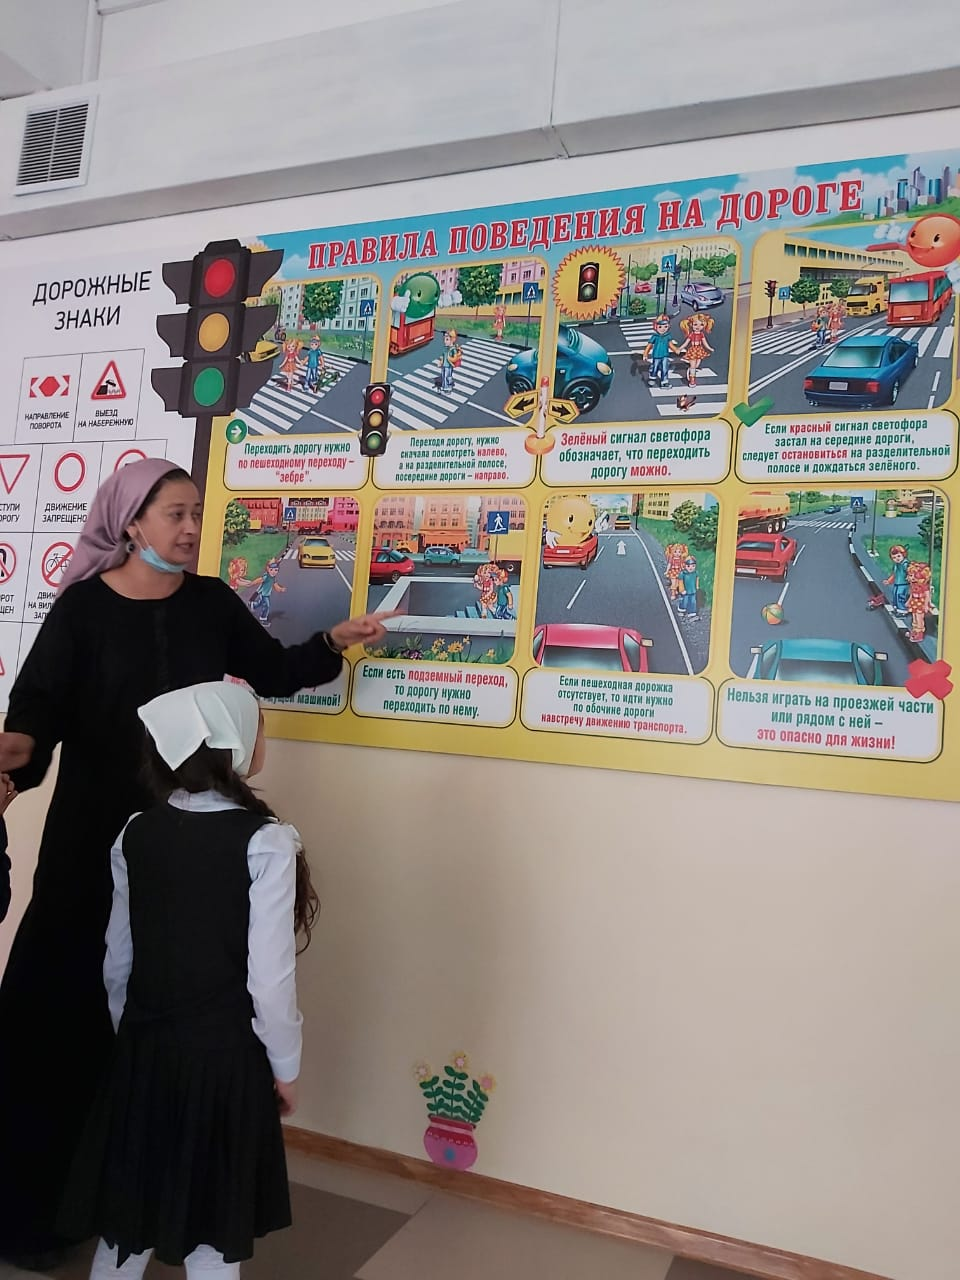 ПРАВИЛА ПОВЕДЕНИЯ НА ДОРОГЕ
ДОРОЖНЫЕ
ЗНАКИ
НАПРАВЛЕНИЕ
ПОВОРОТА
ВЫЕЗД
НА НАБЕРЕЖНУЮ
ДВИЖЕНИЕ
ЗАПРЕЩЕНО
Переходить дорогу нужно
по пешеходному переходу –
"зебре".
Переходя дорогу, нужно
сначала посмотреть налево,
а на разделительной полосе,
посередине дороги – направо.
Зелёный сигнал светофора
обозначает, что переходить
дорогу можно.
Если красный сигнал светофора
застал на середине дороги,
следует остановиться на разделительной
полосе и дождаться зелёного.
машиной!
Если есть подземный переход,
то дорогу нужно
переходить по нему.
Если пешеходная дорожка
отсутствует, то идти нужно
по обочине дороги
навстречу движению транспорта.
Нельзя играть на проезжей части
или рядом с ней –
это опасно для жизни!